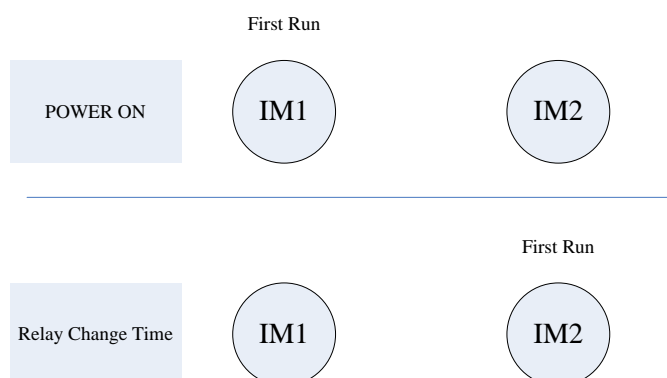 First Run
POWER ON
IM1
IM2
First Run
Relay Change Time
IM1
IM2